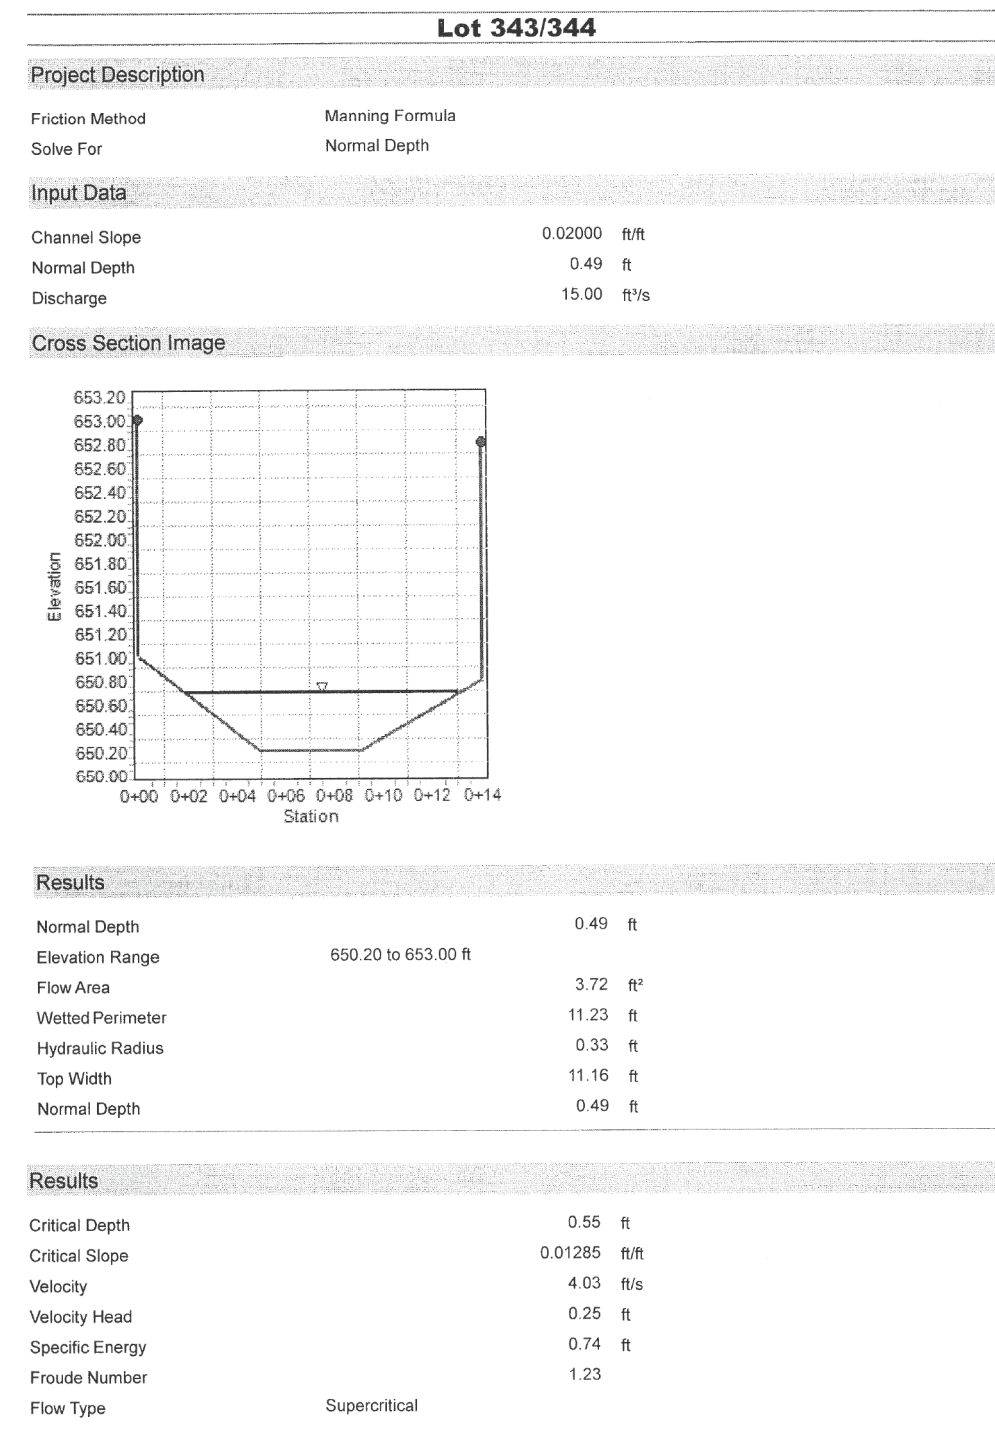 Lot 343/344
Project Description
Friction Method Manning Formula
Solve For Normal Depth
Input Data
Channel Slope 0.02000 ft/ft
Normal Depth 0.49 ft
Discharge 15.00 ft³/s
Cross Section Image
653.20
653.00
652.80
652.60
652.40
652.20
652.00
651.80
651.60
651.40
651.20
651.00
650.80
650.60
650.40
650.20
650.00
Elevation
0+00 0+02 0+04 0+06 0+08 0+10 0+12 0+14
Station
Results
Normal Depth 0.49 ft
Elevation Range 650.20 to 653.00 ft
Flow Area 3.72 ft²
Wetted Perimeter 11.23 ft
Hydraulic Radius 0.33 ft
Top Width 11.16 ft
Normal Depth 0.49 ft
Results
Critical Depth 0.55 ft
Critical Slope 0.01285 ft/ft
Velocity 4.03 ft/s
Velocity Head 0.25 ft
Specific Energy 0.74 ft
Froude Number 1.23
Flow Type Supercritical